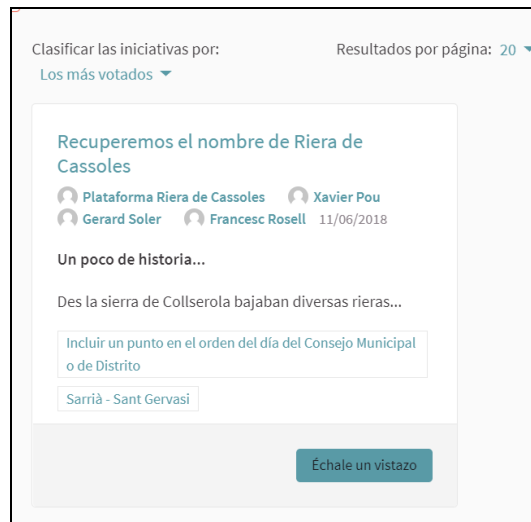 Clasificar las iniciativas por:
Resultados por página: 20
Los más votados
Recuperemos el nombre de Riera de
Cassoles
Plataforma Riera de Cassoles Xavier Pou
Gerard Soler Francesc Rosell 11/06/2018
Un poco de historia...
Des la sierra de Collserola bajaban diversas rieras...
Incluir un punto en el orden del día del Consejo Municipal
o de Distrito
Sarrià - Sant Gervasi
Échale un vistazo